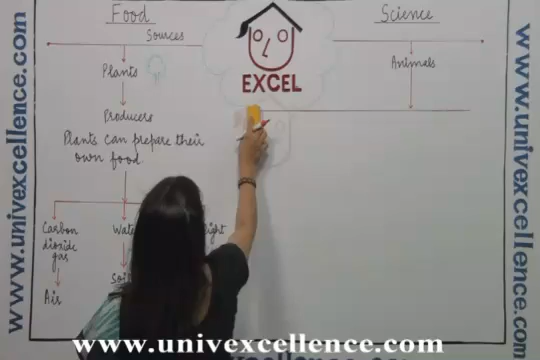 Food
Science
Sources
Plants
Animals
EXCEL
Producers
Plants can prepare their
own food.
Carbon
dioxide
gas
Air
www.univexcellence.com
www.univexcellence.com
www.univexcellence.com